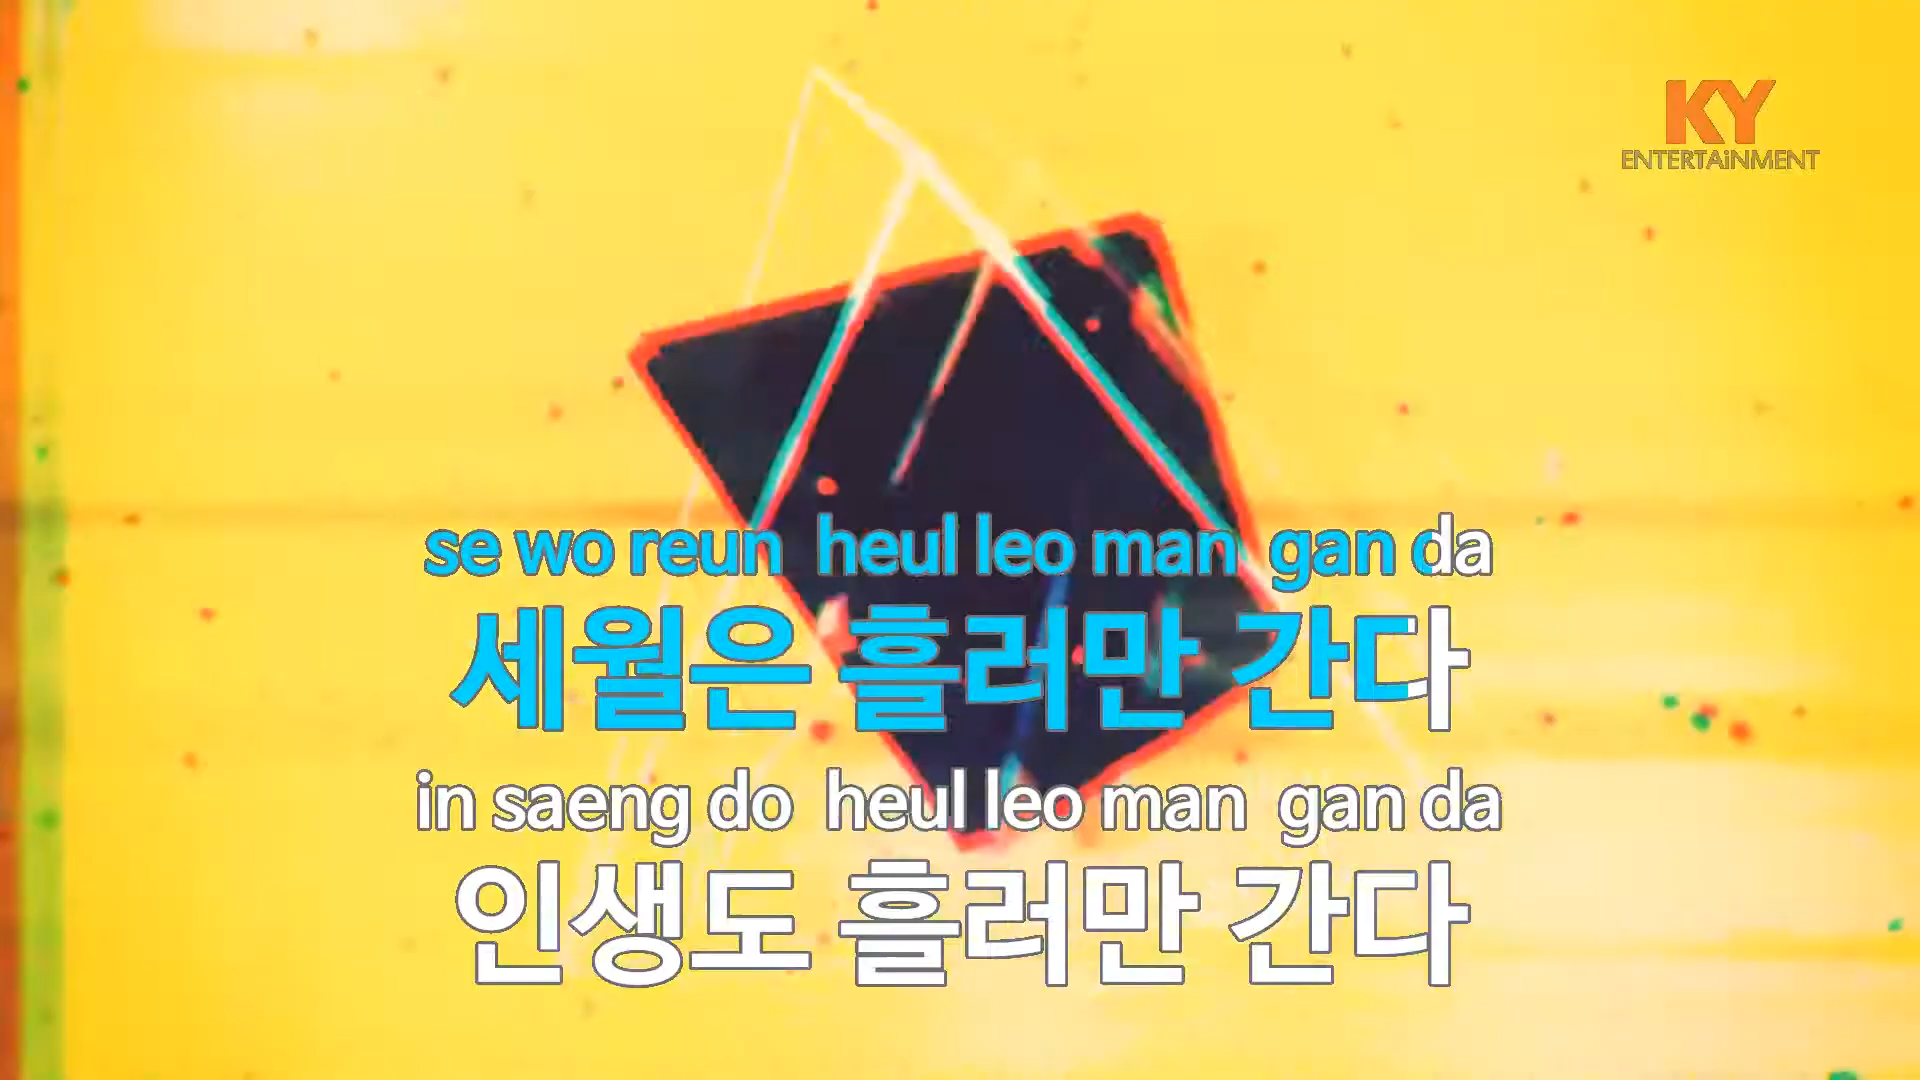 KY
ENTERTAiNMENT
se wo reun heul leo man gan da
세월은 흘러만 간다
in saeng do heul leo man gan da
인생도 흘러만 간다